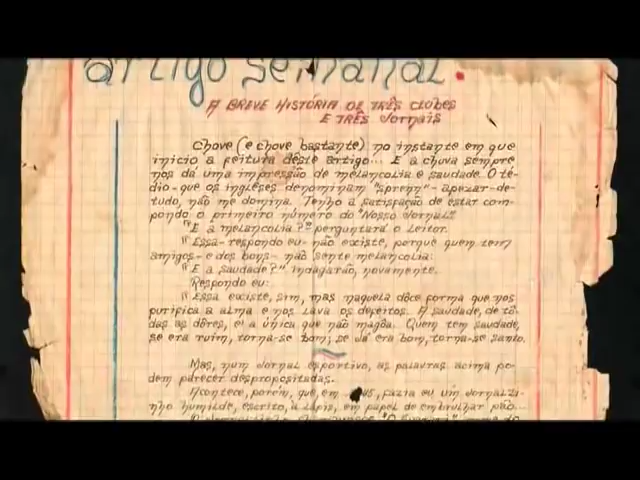 artigo semanal.
A BREVE HISTÓRIA DE TRÊS CLUBES
E TRÊS JORNAIS
Chove (e chove bastante) no instante em que
inicio a feitura dêste artigo... E a chuva sempre
nos dá uma impressão de melancolia e saudade. O té-
dio - que os inglêses denominam "spreen" - apezar-de-
tudo, não me domina. Tenho a satisfação de estar com-
pondo o primeiro número do "Nosso Jornal".
"E a melancolia?" perguntará o leitor.
"Essa - respondo eu - não existe, porque quem tem
amigos - e dos bons - não sente melancolia.
"E a saudade?" indagarão, novamente.
Respondo eu:
"Essa existe, sim, mas naquela dôce forma que nos
purifica a alma e nos lava os defeitos. A saudade, de tô-
das as dôres, é a única que não magôa. Quem tem saudade,
se era ruim, torna-se bom; se já era bom, torna-se santo.
Mas, num jornal esportivo, as palavras acima po-
dem parecer despropositadas.
Acontece, porém, que, em fazia eu um jornalzi-
nho humilde, escrito, a lápis, em papel de embrulhar pão...